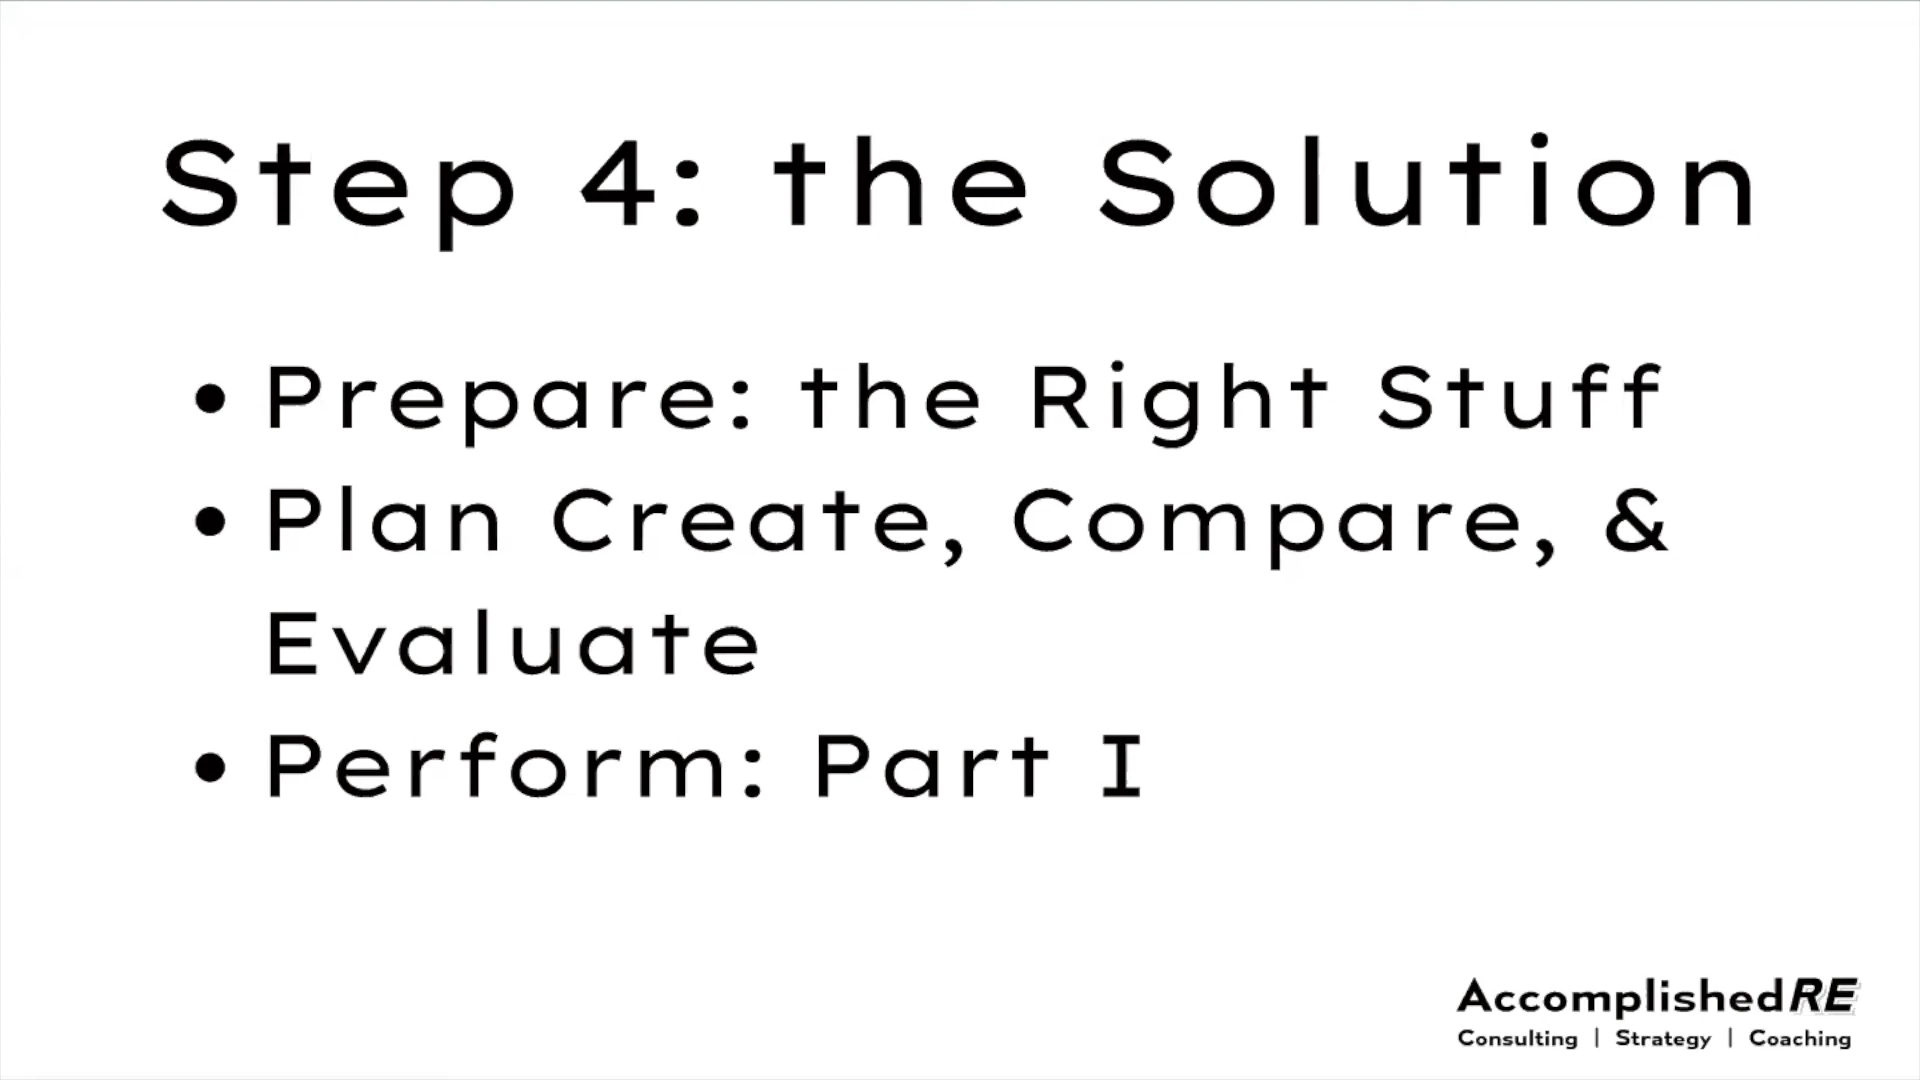 Step 4: the Solution
• Prepare: the Right Stuff
• Plan Create, Compare, &
Evaluate
• Perform: Part I
AccomplishedRE
Consulting | Strategy | Coaching